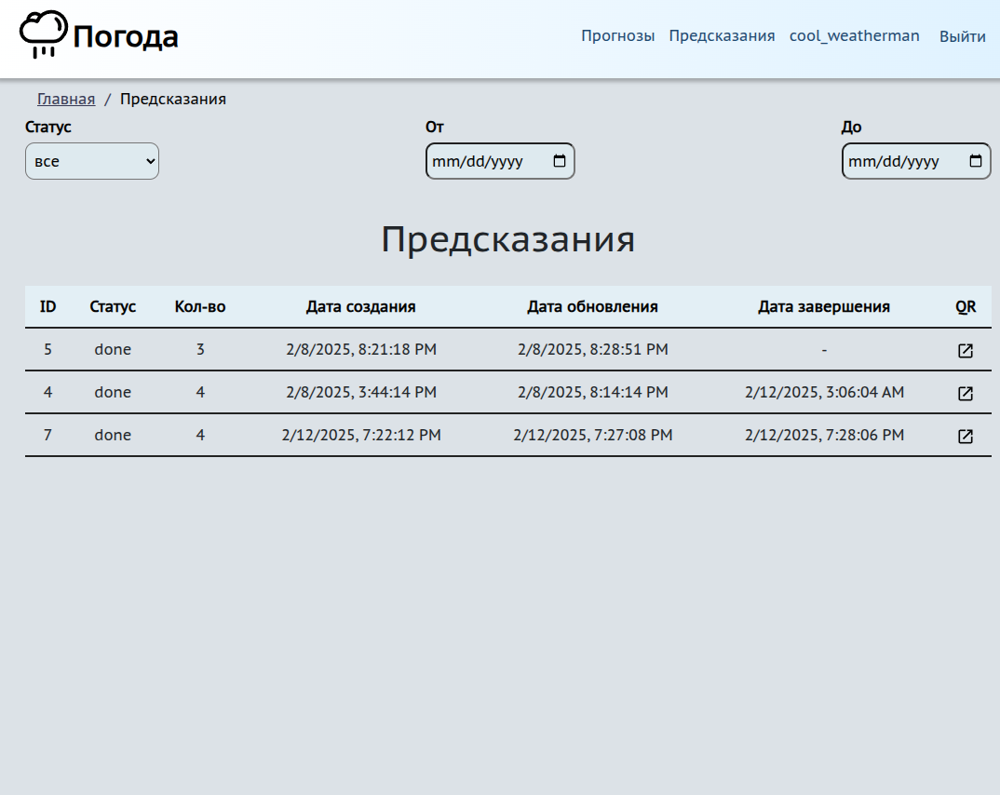 Погода
Прогнозы Предсказания cool_weatherman Выйти
Главная / Предсказания
Статус От До
все mm/dd/yyyy mm/dd/yyyy
Предсказания
ID Статус Кол-во Дата создания Дата обновления Дата завершения QR
5 done 3 2/8/2025, 8:21:18 PM 2/8/2025, 8:28:51 PM -
4 done 4 2/8/2025, 3:44:14 PM 2/8/2025, 8:14:14 PM 2/12/2025, 3:06:04 AM
7 done 4 2/12/2025, 7:22:12 PM 2/12/2025, 7:27:08 PM 2/12/2025, 7:28:06 PM